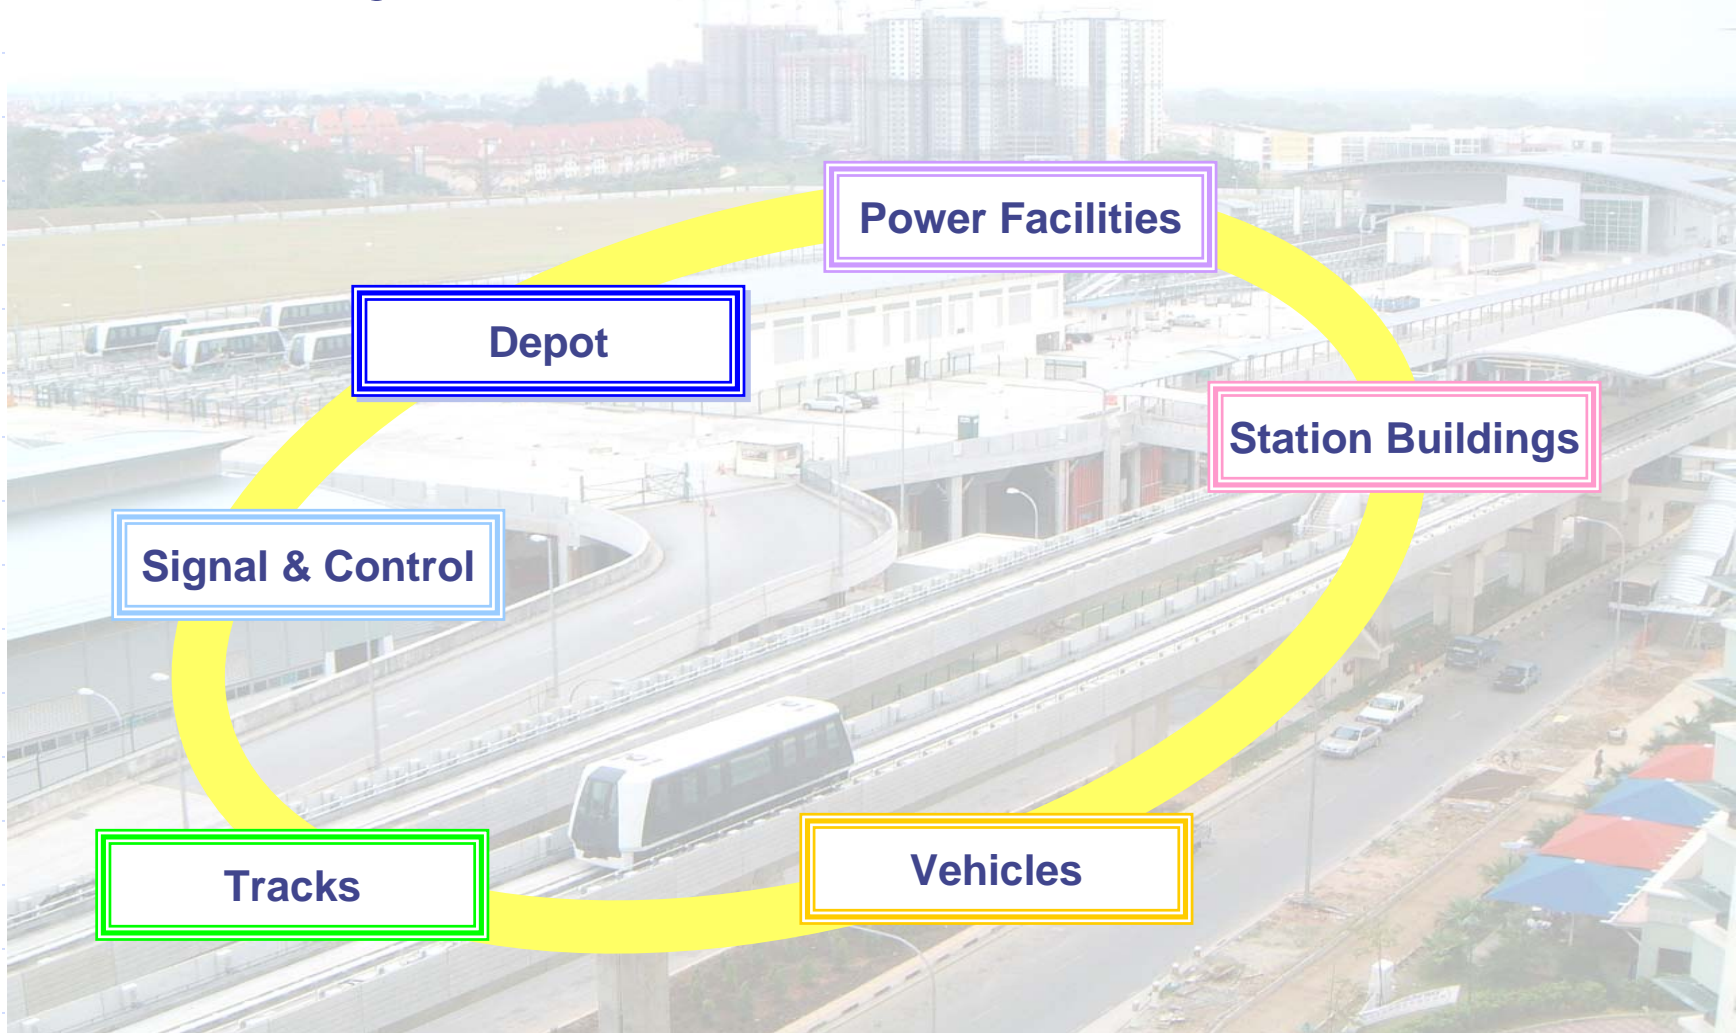 Power Facilities
Depot
Station Buildings
Signal & Control
Vehicles
Tracks